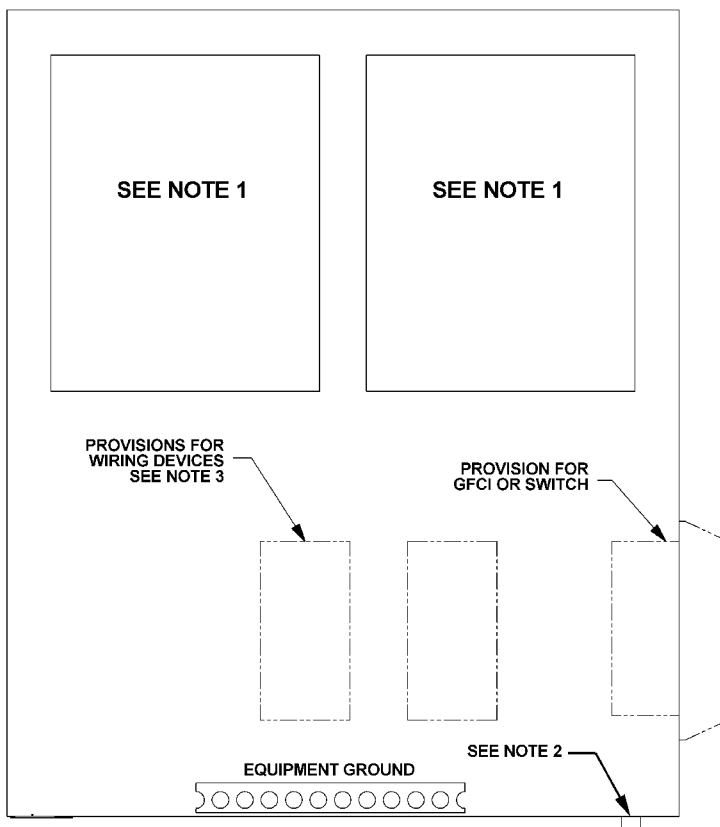 SEE NOTE 1
SEE NOTE 1
PROVISIONS FOR
WIRING DEVICES
SEE NOTE 3
PROVISION FOR
GFCI OR SWITCH
SEE NOTE 2
EQUIPMENT GROUND